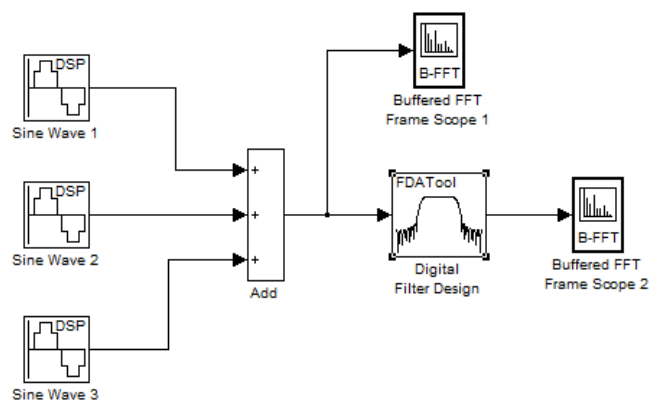 B-FFT
Buffered FFT
Frame Scope 1
DSP
Sine Wave 1
DSP
Sine Wave 2
DSP
Sine Wave 3
+
+
+
Add
FDATool
Digital
Filter Design
B-FFT
Buffered FFT
Frame Scope 2